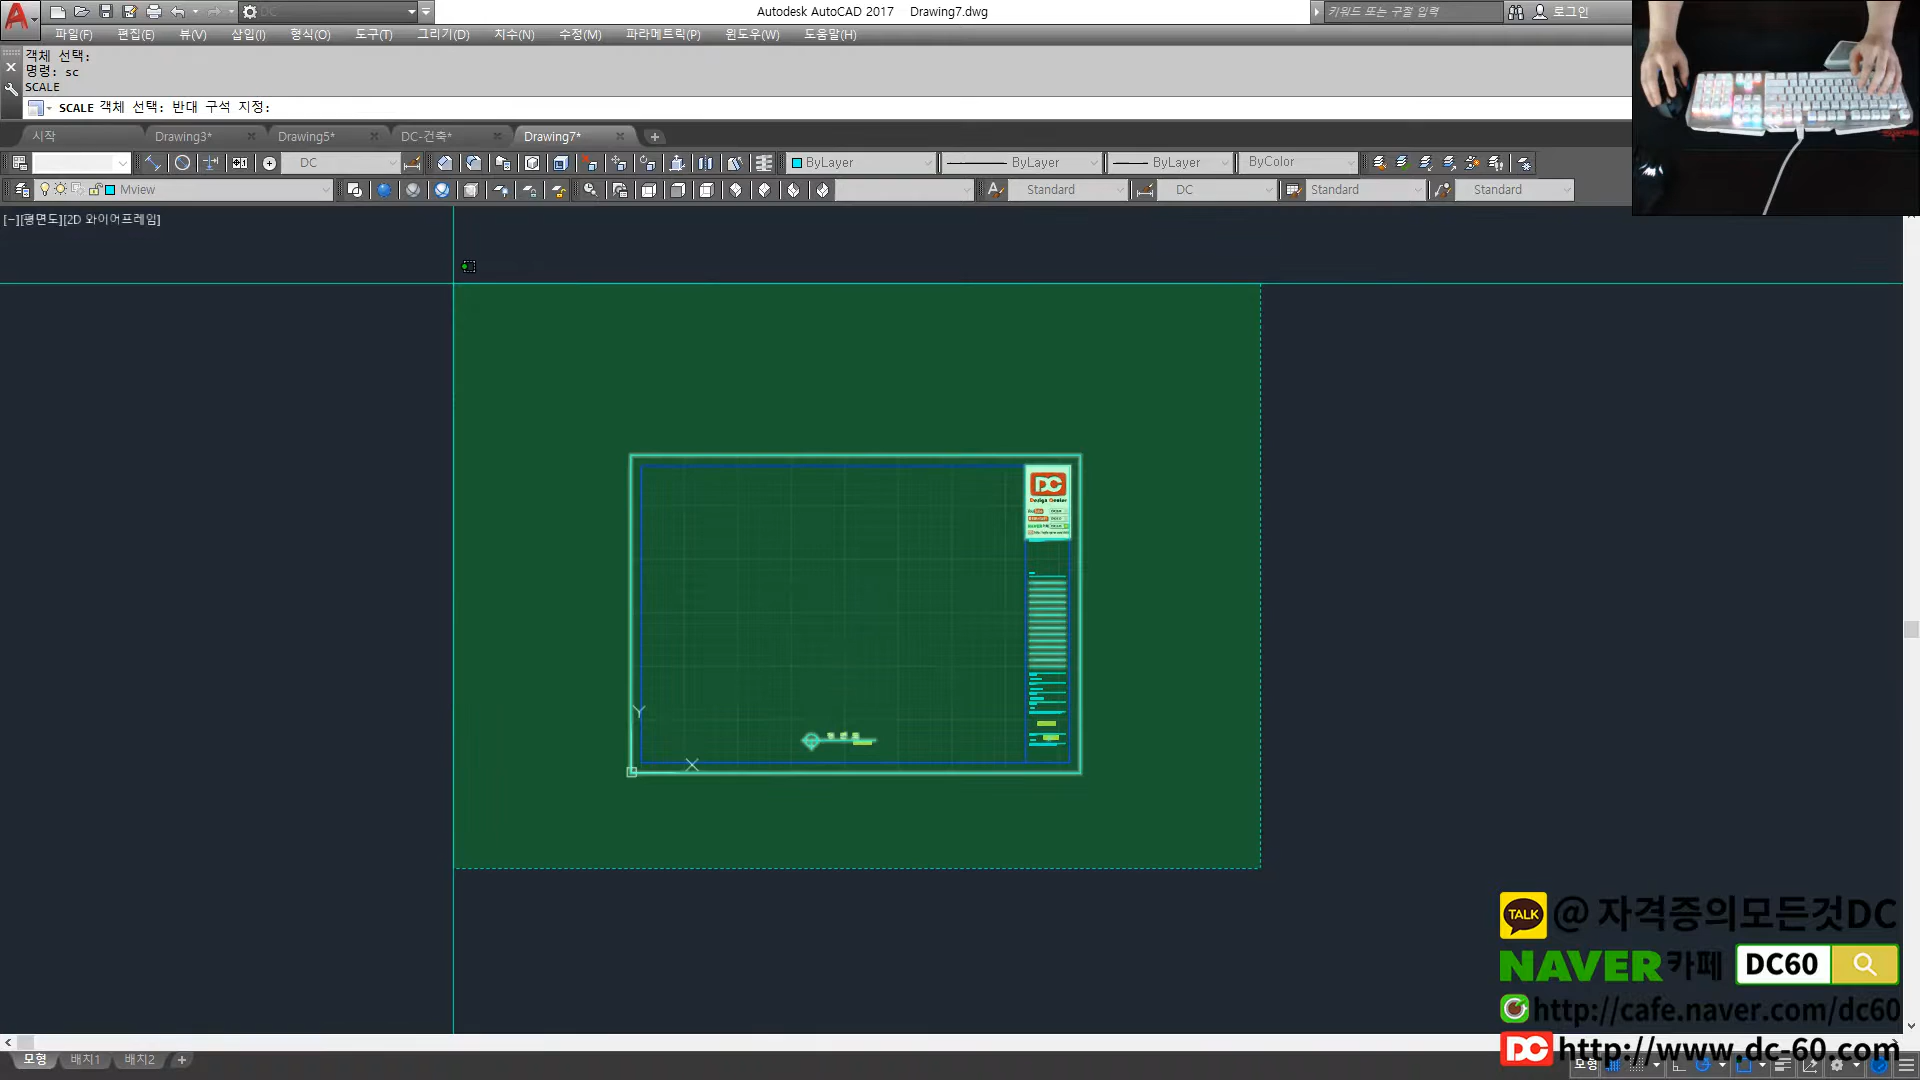 DC
Autodesk AutoCAD 2017 Drawing7.dwg
키워드 또는 구절 입력
로그인
파일(F) 편집(E) 뷰(V) 삽입(I) 형식(O) 도구(T) 그리기(D) 치수(N) 수정(M) 파라메트릭(P) 윈도우(W) 도움말(H)
객체 선택:
명령: sc
SCALE
SCALE 객체 선택: 반대 구석 지정:
시작 Drawing3* Drawing5* DC-건축* Drawing7*
DC ByLayer ByLayer ByLayer ByColor
Mview Standard DC Standard Standard
[−][평면도][2D 와이어프레임]
DC
Design Center
Y
X
TALK @ 자격증의모든것DC
NAVER 카페 DC60
http://cafe.naver.com/dc60
DC http://www.dc-60.com
모형 배치1 배치2
모형